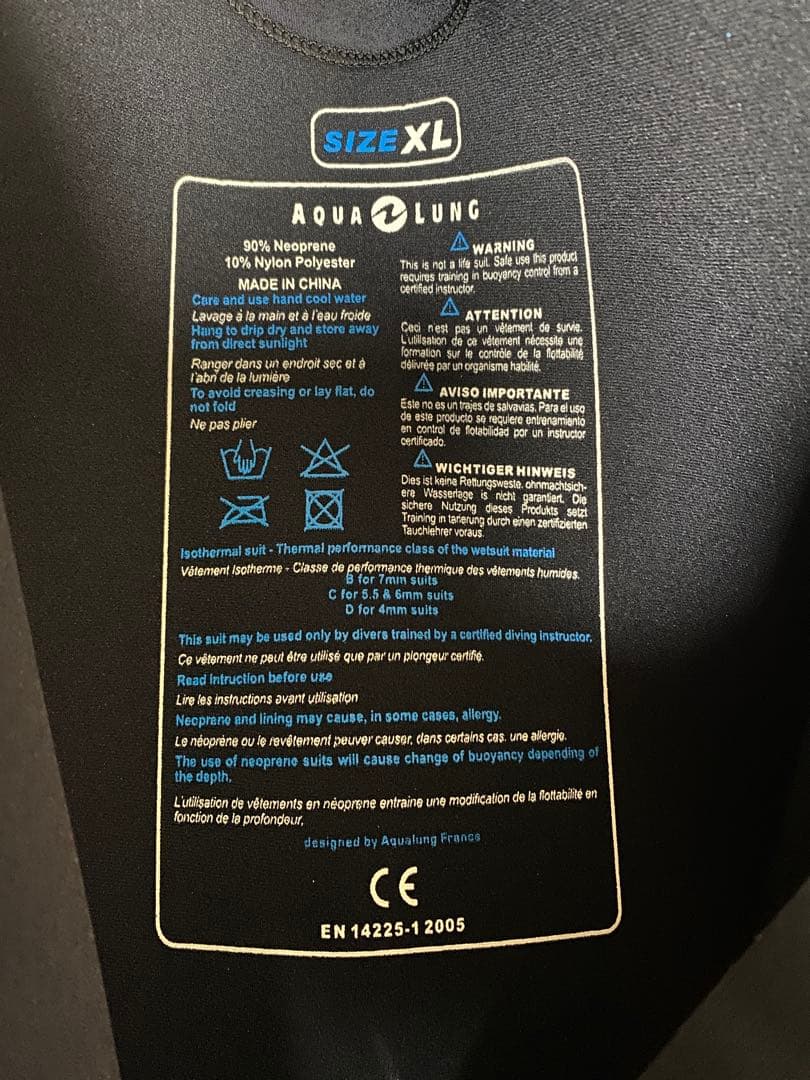 SIZE XL
AQUA LUNG
90% Neoprene
10% Nylon Polyester
MADE IN CHINA
Care and use hand cool water
Lavage à la main et à l'eau froide
Hang to drip dry and store away
from direct sunlight
Ranger dans un endroit sec et à
l'abri de la lumière
To avoid creasing or lay flat, do
not fold
Ne pas plier
WARNING
This is not a life suit. Safe use this product
requires training in buoyancy control from a
certified instructor.
ATTENTION
Ceci n'est pas un vêtement de survie.
L'utilisation de ce vêtement nécessite une
formation sur le contrôle de la flottabilité
délivrée par un organisme habilité.
AVISO IMPORTANTE
Este no es un trajes de salvavias. Para el uso
de este producto se requiere entrenamiento
en control de flotabilidad por un instructor
certificado.
WICHTIGER HINWEIS
Dies ist keine Rettungsweste. ohnmachtsich-
ere Wasserlage is nicht garantiert. Die
sichere Nutzung dieses Produkts setzt
Training in tarierung durch einen zertifizierten
Tauchlehrer voraus.
Isothermal suit - Thermal performance class of the wetsuit material
Vêtement Isotherme - Classe de performance thermique des vêtements humides.
B for 7mm suits
C for 5.5 & 6mm suits
D for 4mm suits
This suit may be used only by divers trained by a certified diving instructor.
Ce vêtement ne peut être utilisé que par un plongeur certifié.
Read Intruction before use
Lire les instructions avant utilisation
Neoprene and lining may cause, in some cases, allergy.
Le néoprène ou le revêtement peuver causer, dans certains cas. une allergie.
The use of neoprene suits will cause change of buoyancy depending of
the depth,
L'utilisation de vêtements en néoprene entraine une modification de la flottabilité en
fonction de la profondeur,
designed by Aqualung France
CE
EN 14225-1 2005